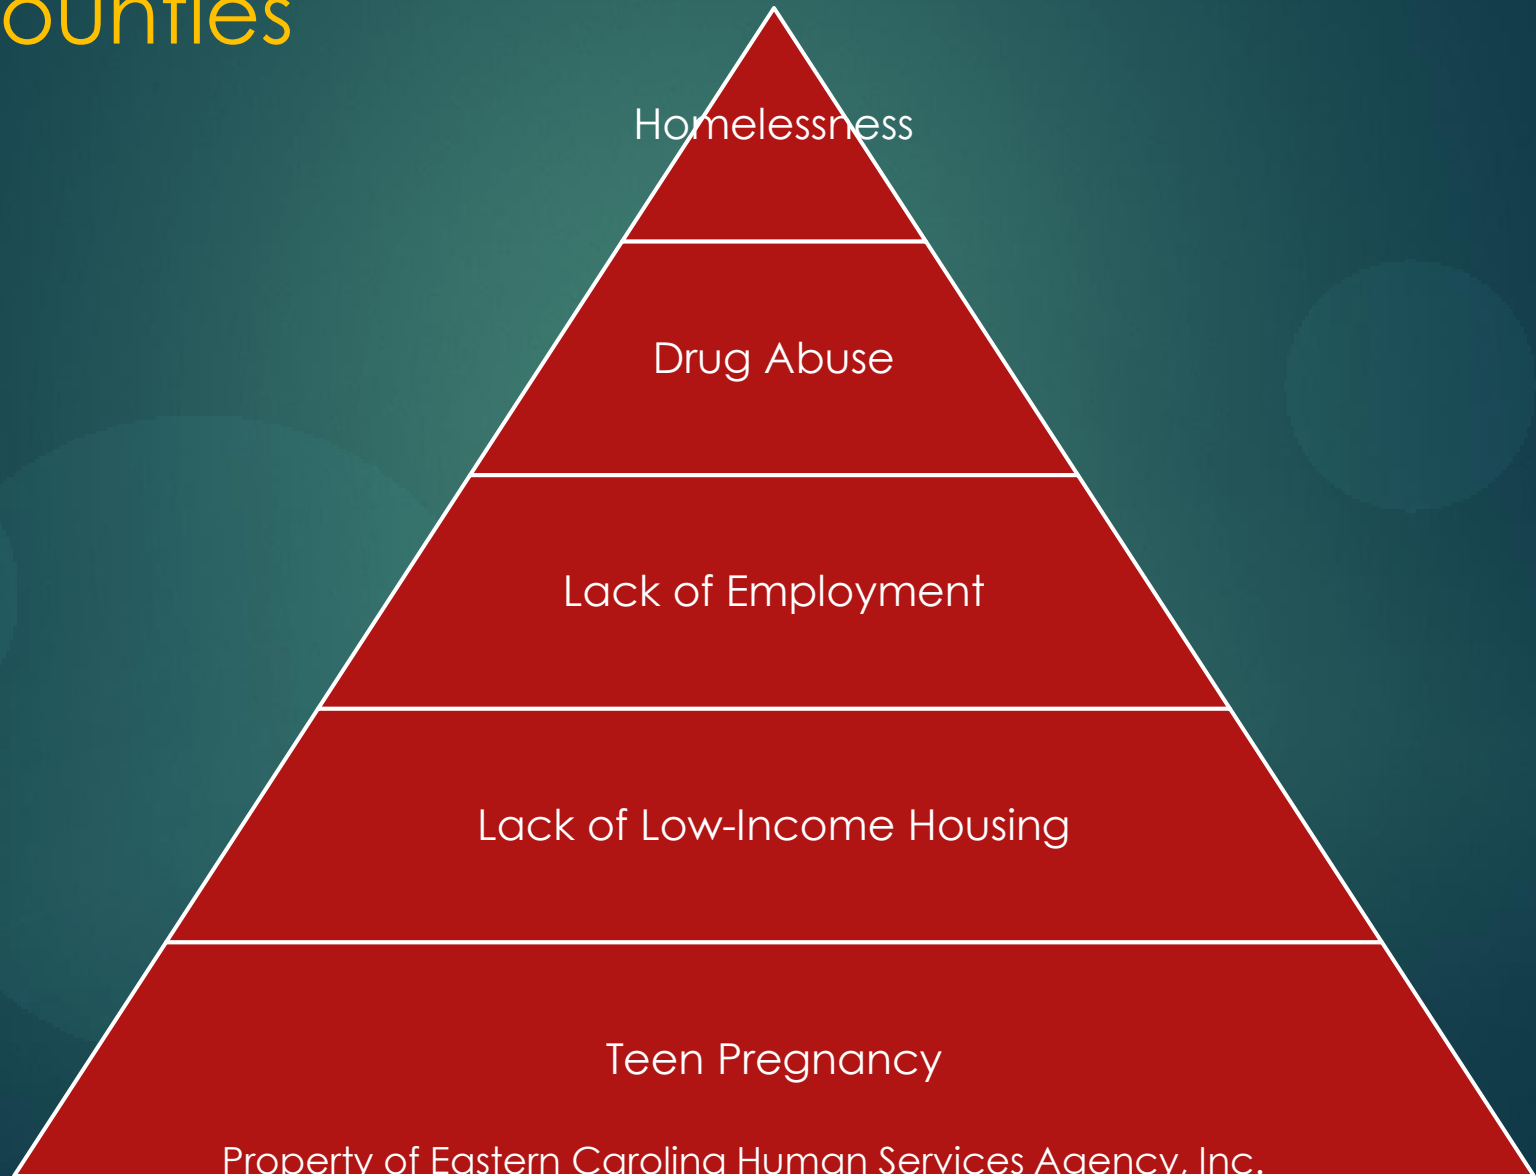 ounties
Homelessness
Drug Abuse
Lack of Employment
Lack of Low-Income Housing
Teen Pregnancy
Property of Eastern Carolina Human Services Agency, Inc.